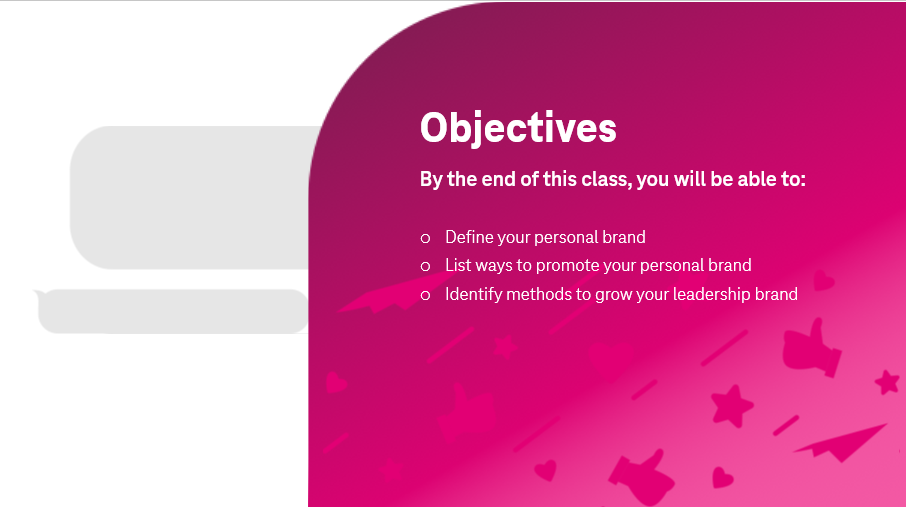 Objectives
By the end of this class, you will be able to:
○ Define your personal brand
○ List ways to promote your personal brand
○ Identify methods to grow your leadership brand